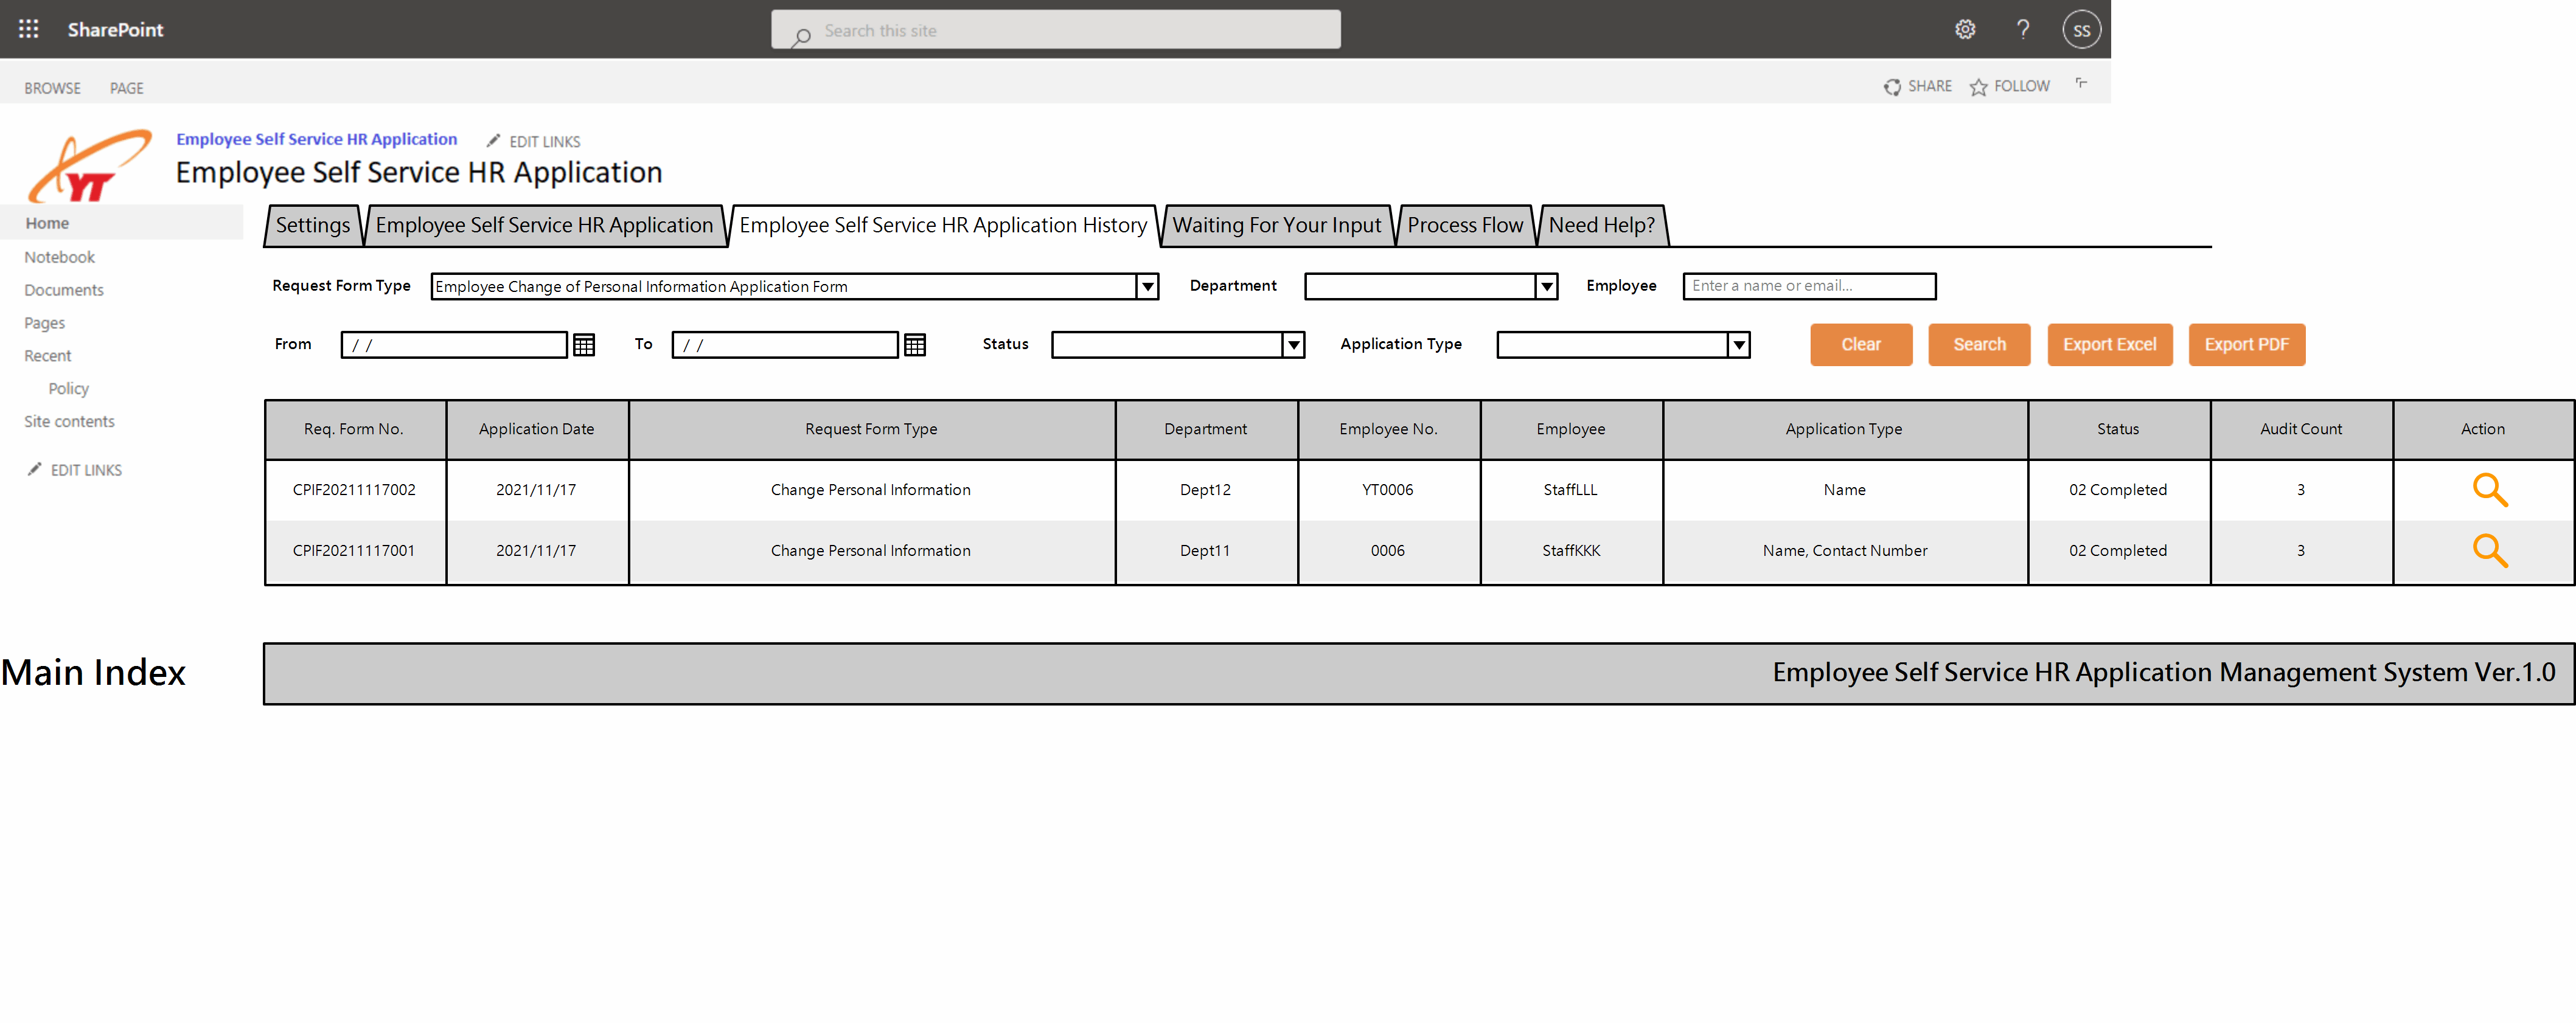 SharePoint
Search this site
?
SS
BROWSE PAGE
SHARE FOLLOW
YT
Employee Self Service HR Application EDIT LINKS
Employee Self Service HR Application
Home
Notebook
Documents
Pages
Recent
Policy
Site contents
EDIT LINKS
Settings Employee Self Service HR Application Employee Self Service HR Application History Waiting For Your Input Process Flow Need Help?
Request Form Type Employee Change of Personal Information Application Form Department Employee Enter a name or email...
From / / To / / Status Application Type Clear Search Export Excel Export PDF
Req. Form No. Application Date Request Form Type Department Employee No. Employee Application Type Status Audit Count Action
CPIF20211117002 2021/11/17 Change Personal Information Dept12 YT0006 StaffLLL Name 02 Completed 3
CPIF20211117001 2021/11/17 Change Personal Information Dept11 0006 StaffKKK Name, Contact Number 02 Completed 3
Main Index
Employee Self Service HR Application Management System Ver.1.0